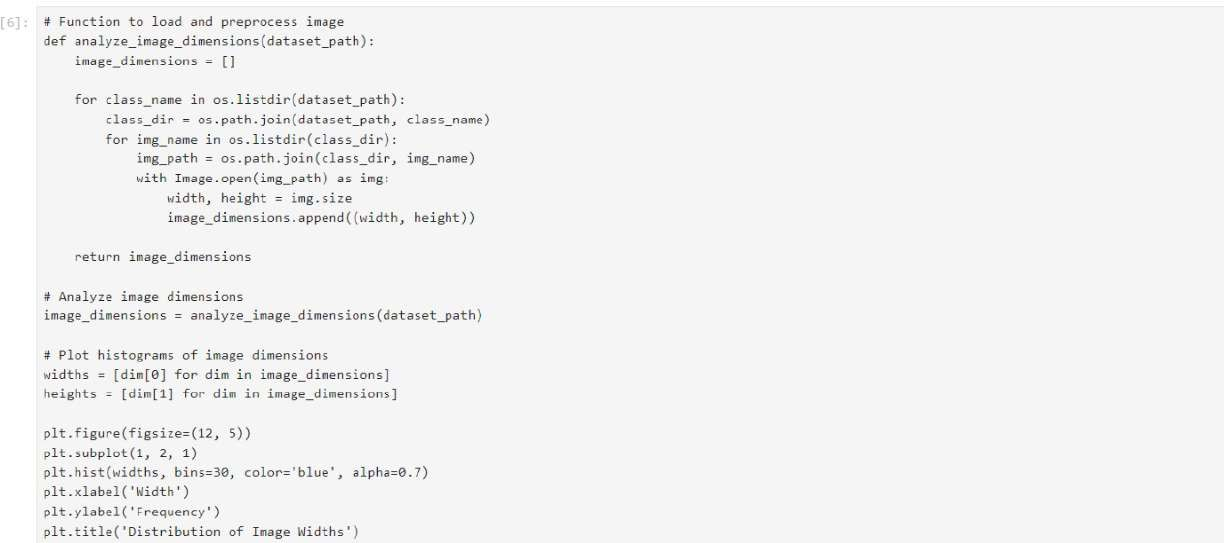 [6]:
# Function to load and preprocess image
def analyze_image_dimensions(dataset_path):
    image_dimensions = []
    for class_name in os.listdir(dataset_path):
        class_dir = os.path.join(dataset_path, class_name)
        for img_name in os.listdir(class_dir):
            img_path = os.path.join(class_dir, img_name)
            with Image.open(img_path) as img:
                width, height = img.size
                image_dimensions.append((width, height))
    return image_dimensions
# Analyze image dimensions
image_dimensions = analyze_image_dimensions(dataset_path)
# Plot histograms of image dimensions
widths = [dim[0] for dim in image_dimensions]
heights = [dim[1] for dim in image_dimensions]
plt.figure(figsize=(12, 5))
plt.subplot(1, 2, 1)
plt.hist(widths, bins=30, color='blue', alpha=0.7)
plt.xlabel('Width')
plt.ylabel('Frequency')
plt.title('Distribution of Image Widths')